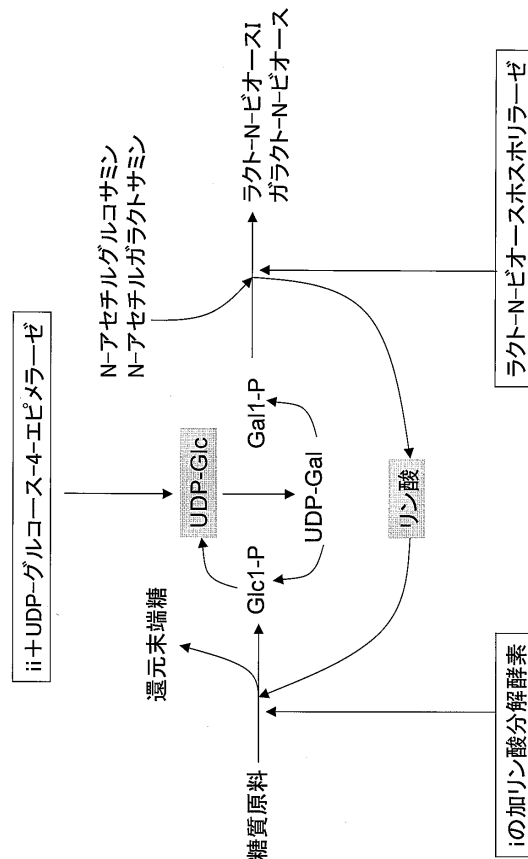 ii+UDP-グルコース-4-エピメラーゼ
N-アセチルグルコサミン
N-アセチルガラクトサミン
還元末端糖
UDP-Glc
糖質原料
Glc1-P
Gal1-P
ラクト-N-ビオースI
ガラクト-N-ビオース
UDP-Gal
リン酸
iの加リン酸分解酵素
ラクト-N-ビオースホスホリラーゼ